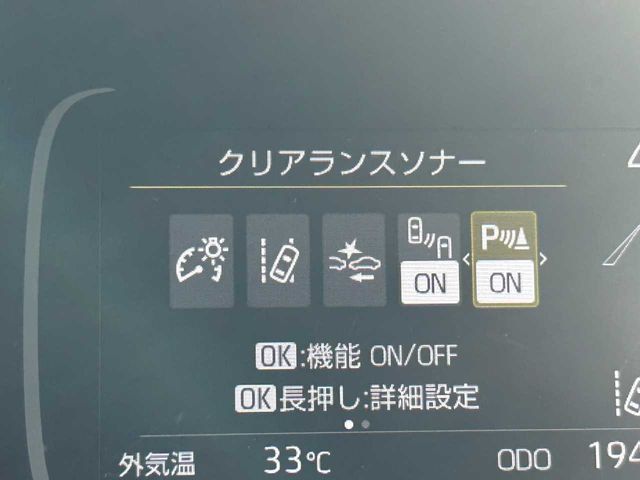 クリアランスソナー
ON
P ON
OK:機能 ON/OFF
OK長押し:詳細設定
外気温 33℃ ODO 194